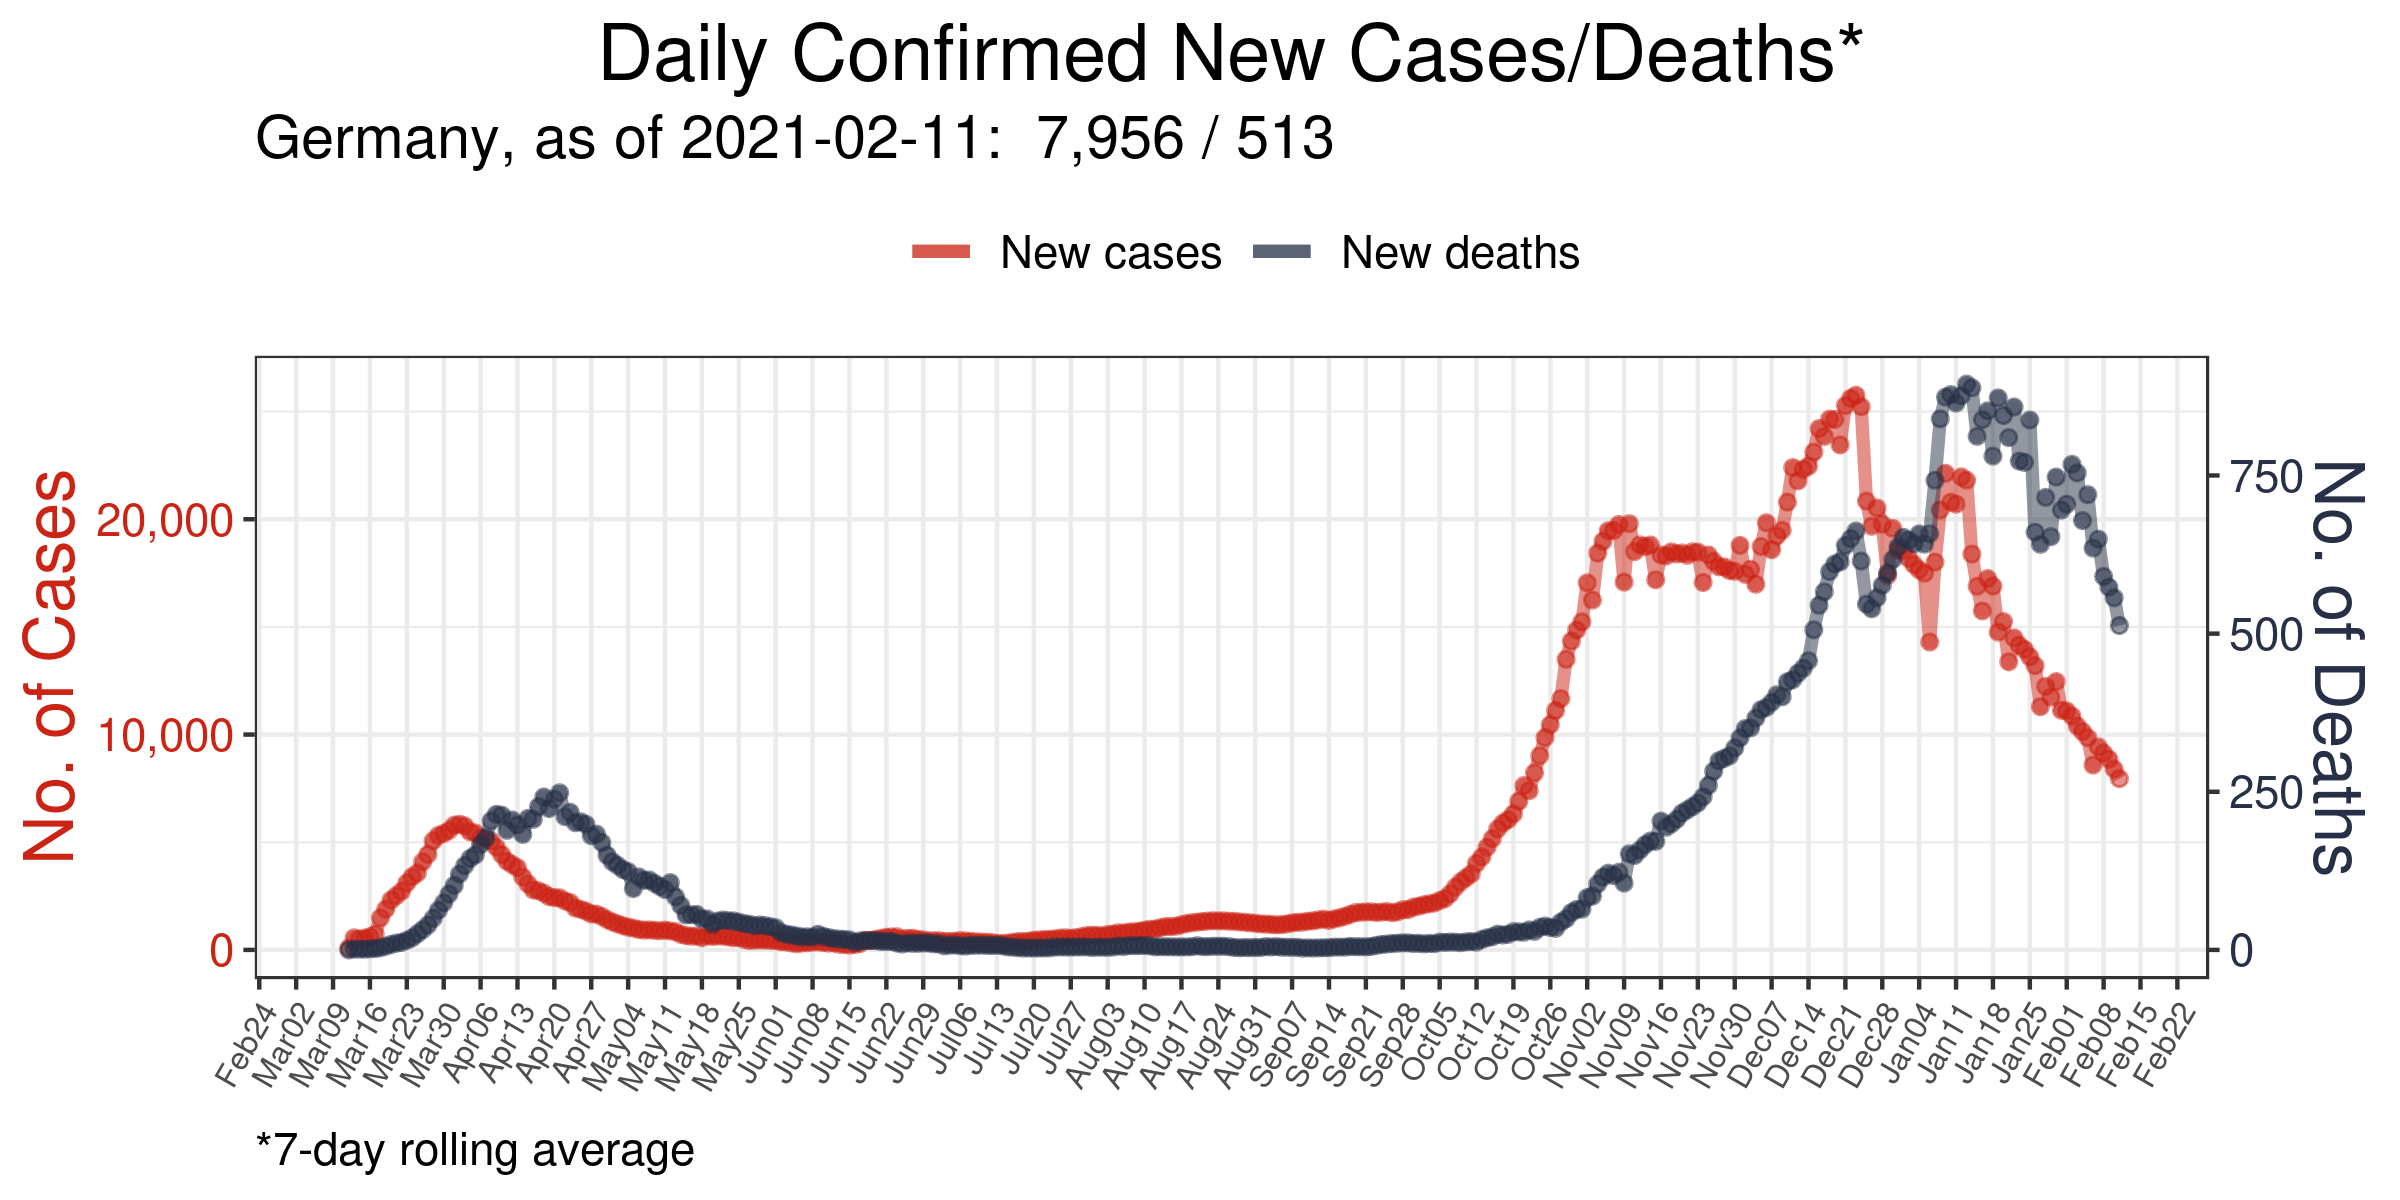 Daily Confirmed New Cases/Deaths*
Germany, as of 2021-02-11:  7,956 / 513
New cases
New deaths
No. of Cases
20,000
10,000
0
750
500
250
0
No. of Deaths
Feb24
Mar02
Mar09
Mar16
Mar23
Mar30
Apr06
Apr13
Apr20
Apr27
May04
May11
May18
May25
Jun01
Jun08
Jun15
Jun22
Jun29
Jul06
Jul13
Jul20
Jul27
Aug03
Aug10
Aug17
Aug24
Aug31
Sep07
Sep14
Sep21
Sep28
Oct05
Oct12
Oct19
Oct26
Nov02
Nov09
Nov16
Nov23
Nov30
Dec07
Dec14
Dec21
Dec28
Jan04
Jan11
Jan18
Jan25
Feb01
Feb08
Feb15
Feb22
*7-day rolling average